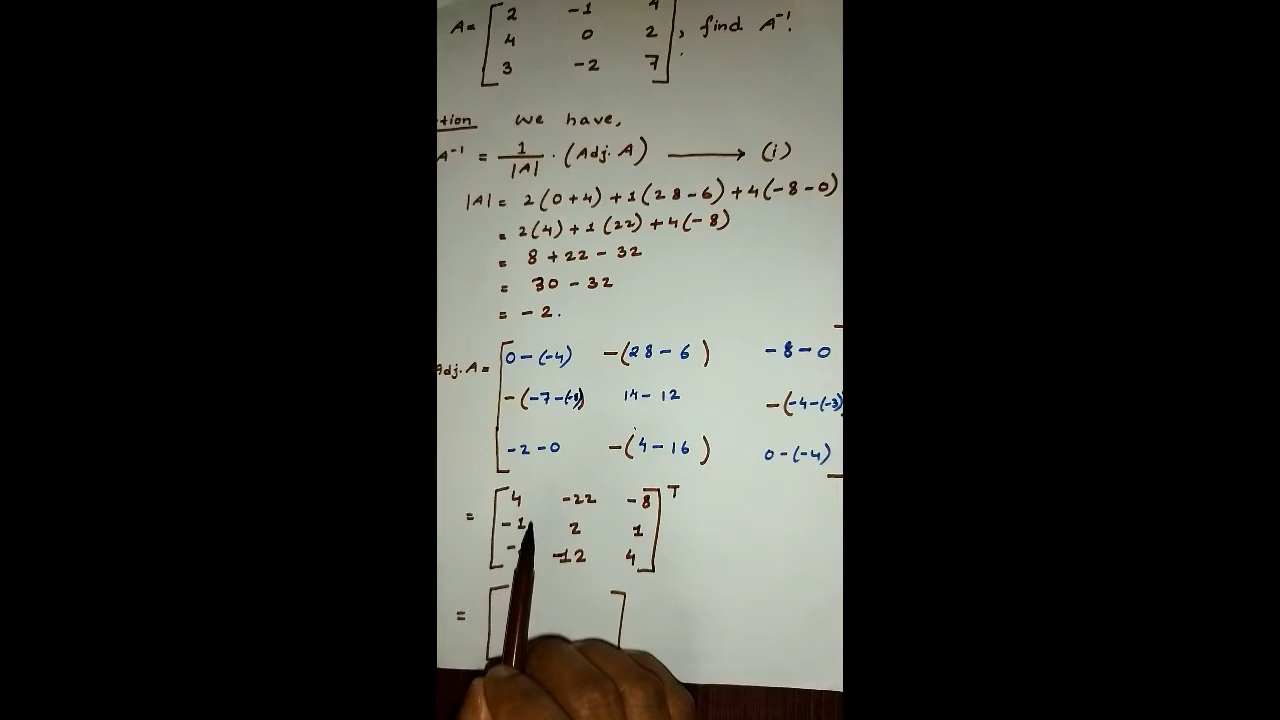 A = [ 2 -1 4
4 0 2
3 -2 7 ], find A⁻¹.
tion We have,
A⁻¹ = 1/|A| · (Adj. A) ⟶ (i)
|A| = 2(0+4) +1(28-6) +4(-8-0)
= 2(4)+1(22)+4(-8)
= 8+22-32
= 30-32
= -2.
Adj. A = [ 0-(-4) -(28-6) -8-0
-(-7-(-8)) 14-12 -(-4-(-3)
-2-0 -(4-16) 0-(-4) ]
= [ 4 -22 -8
-1 2 1
- -12 4 ]ᵀ
= [ ]